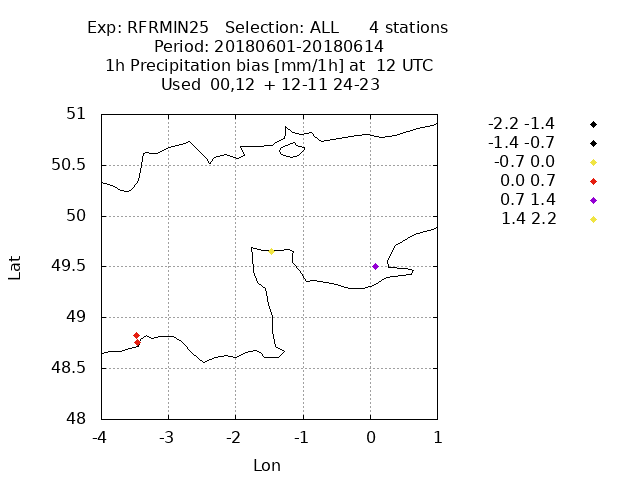 Exp: RFRMIN25 Selection: ALL 4 stations
Period: 20180601-20180614
1h Precipitation bias [mm/1h] at 12 UTC
Used 00,12 + 12-11 24-23
51
50.5
50
49.5
49
48.5
48
-4 -3 -2 -1 0 1
Lat
Lon
-2.2 -1.4
-1.4 -0.7
-0.7 0.0
0.0 0.7
0.7 1.4
1.4 2.2